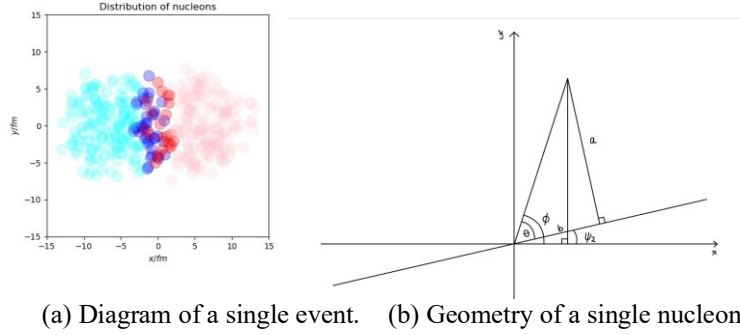 Distribution of nucleons
y/fm
15
10
5
0
−5
−10
−15
−15 −10 −5 0 5 10 15
x/fm
y
a
ϕ
θ
b
ψ₂
x
(a) Diagram of a single event. (b) Geometry of a single nucleon